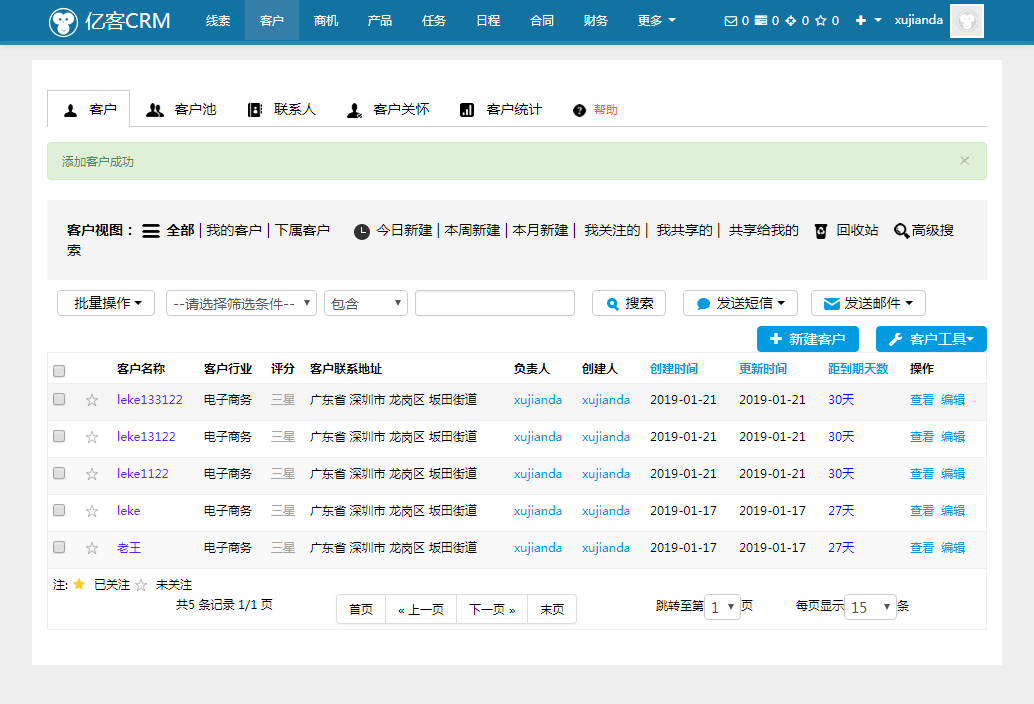 亿客CRM 线索 客户 商机 产品 任务 日程 合同 财务 更多 0 0 0 0 xujianda
客户 客户池 联系人 客户关怀 客户统计 帮助
添加客户成功 ×
客户视图： 全部 | 我的客户 | 下属客户 今日新建 | 本周新建 | 本月新建 | 我关注的 | 我共享的 | 共享给我的 回收站 高级搜
索
批量操作 --请选择筛选条件-- 包含 搜索 发送短信 发送邮件
新建客户 客户工具
客户名称 客户行业 评分 客户联系地址 负责人 创建人 创建时间 更新时间 距到期天数 操作
leke133122 电子商务 三星 广东省 深圳市 龙岗区 坂田街道 xujianda xujianda 2019-01-21 2019-01-21 30天 查看 编辑
leke13122 电子商务 三星 广东省 深圳市 龙岗区 坂田街道 xujianda xujianda 2019-01-21 2019-01-21 30天 查看 编辑
leke1122 电子商务 三星 广东省 深圳市 龙岗区 坂田街道 xujianda xujianda 2019-01-21 2019-01-21 30天 查看 编辑
leke 电子商务 三星 广东省 深圳市 龙岗区 坂田街道 xujianda xujianda 2019-01-17 2019-01-17 27天 查看 编辑
老王 电子商务 三星 广东省 深圳市 龙岗区 坂田街道 xujianda xujianda 2019-01-17 2019-01-17 27天 查看 编辑
注: 已关注 未关注
共5 条记录 1/1 页 首页 « 上一页 下一页 » 末页 跳转至第 1 页 每页显示 15 条